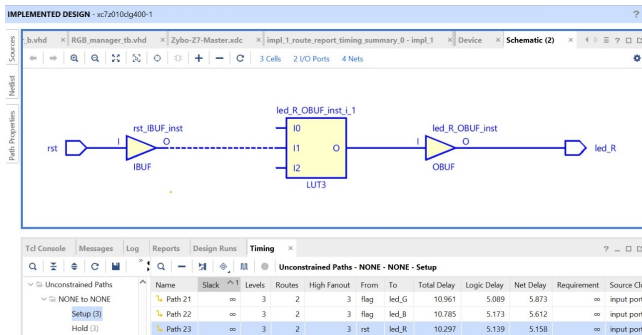 IMPLEMENTED DESIGN - xc7z010clg400-1 ?
_b.vhd × RGB_manager_tb.vhd × Zybo-Z7-Master.xdc × impl_1_route_report_timing_summary_0 - impl_1 × Device × Schematic (2) × ?
3 Cells 2 I/O Ports 4 Nets
Sources
Netlist
Path Properties
led_R_OBUF_inst_i_1
rst_IBUF_inst I0 led_R_OBUF_inst
rst I O I1 O I O led_R
IBUF I2 OBUF
LUT3
Tcl Console Messages Log Reports Design Runs Timing × ?
Unconstrained Paths - NONE - NONE - Setup
Unconstrained Paths Name Slack ^1 Levels Routes High Fanout From To Total Delay Logic Delay Net Delay Requirement Source Clo
NONE to NONE Path 21 ∞ 3 2 3 flag led_G 10.961 5.089 5.873 ∞ input port
Setup (3) Path 22 ∞ 3 2 3 flag led_B 10.785 5.173 5.612 ∞ input port
Hold (3) Path 23 ∞ 3 2 3 rst led_R 10.297 5.139 5.158 ∞ input port